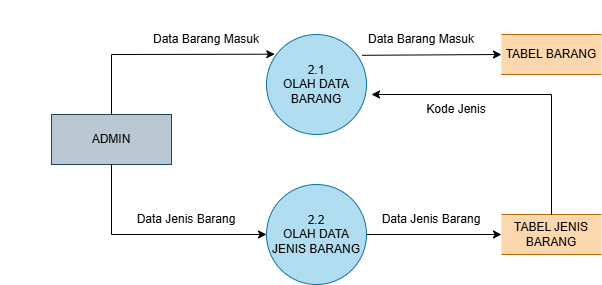 Data Barang Masuk
Data Barang Masuk
2.1
OLAH DATA
BARANG
TABEL BARANG
Kode Jenis
ADMIN
Data Jenis Barang
2.2
OLAH DATA
JENIS BARANG
Data Jenis Barang
TABEL JENIS
BARANG